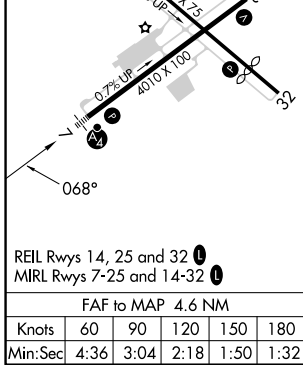 UP
X 75
V
0.7% UP
4010 X 100
P
P
32
7
A4
068°
REIL Rwys 14, 25 and 32 L
MIRL Rwys 7-25 and 14-32 L
FAF to MAP 4.6 NM
Knots 60 90 120 150 180
Min:Sec 4:36 3:04 2:18 1:50 1:32